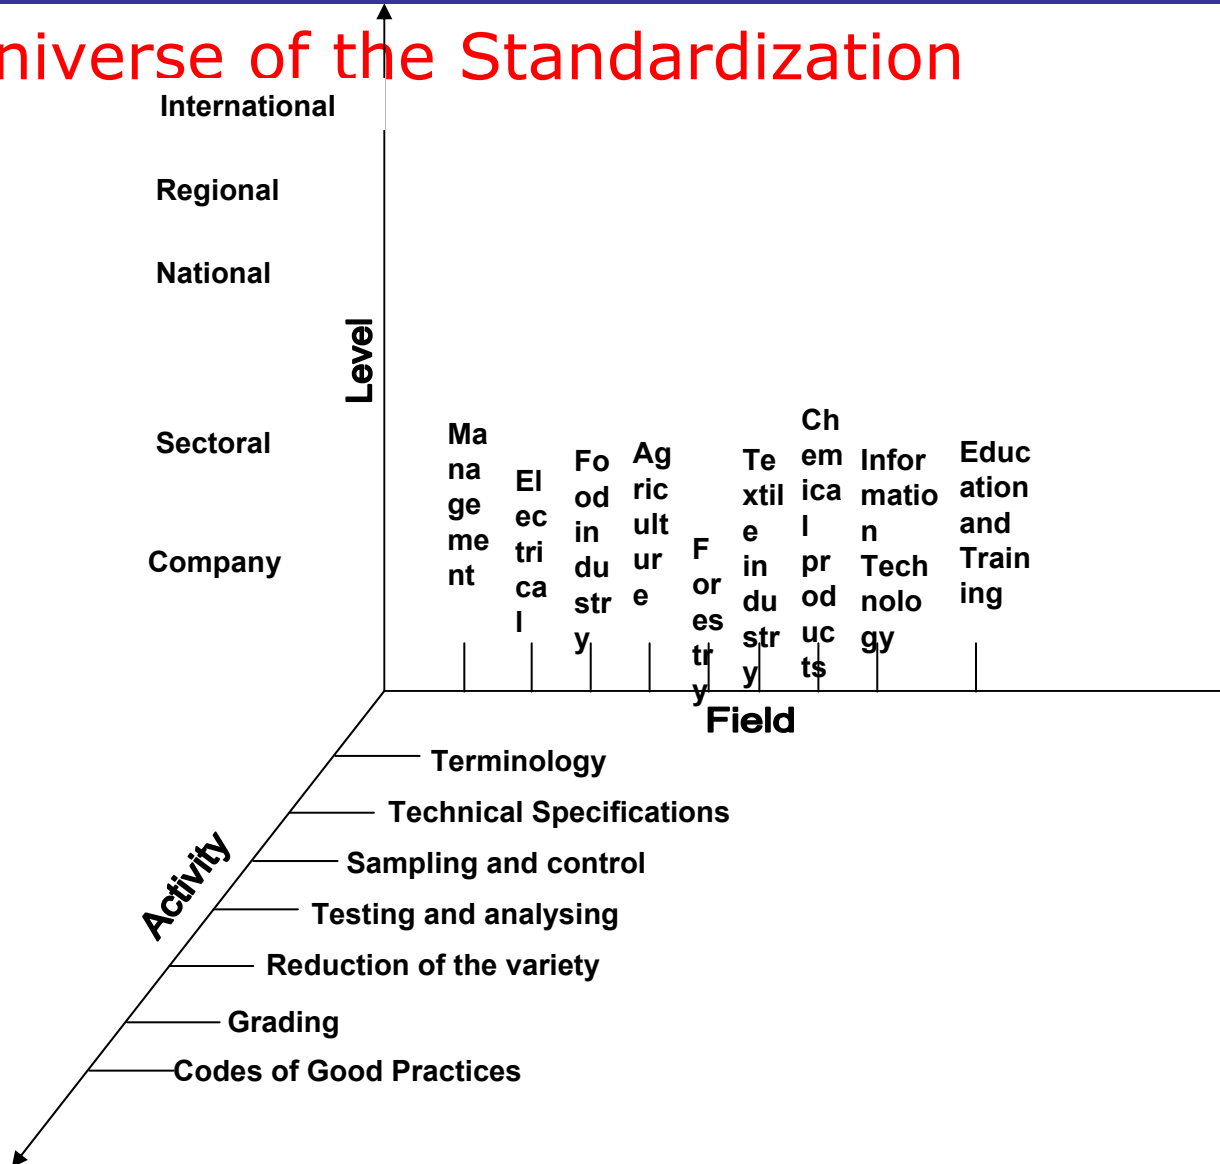 niverse of the Standardization
International
Regional
National
Level
Sectoral
Company
Ma
na
ge
me
nt
El
ec
tri
ca
l
Fo
od
in
du
str
y
Ag
ric
ult
ur
e
F
or
es
tr
y
Te
xtil
e
in
du
str
y
Ch
em
ica
l
pr
od
uc
ts
Infor
matio
n
Tech
nolo
gy
Educ
ation
and
Train
ing
Field
Terminology
Technical Specifications
Sampling and control
Testing and analysing
Reduction of the variety
Grading
Codes of Good Practices
Activity